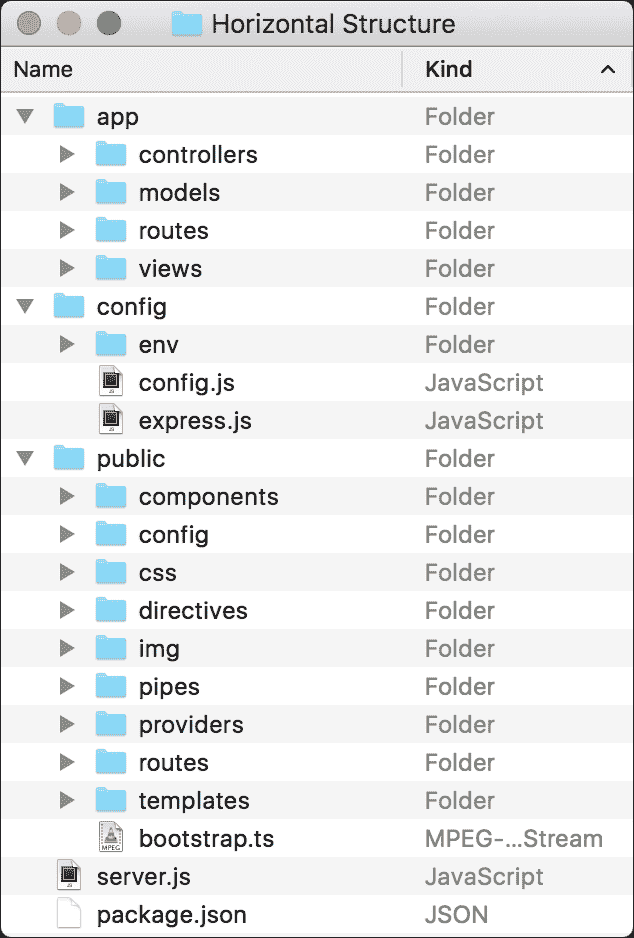 Horizontal Structure
Name Kind
app Folder
controllers Folder
models Folder
routes Folder
views Folder
config Folder
env Folder
config.js JavaScript
express.js JavaScript
public Folder
components Folder
config Folder
css Folder
directives Folder
img Folder
pipes Folder
providers Folder
routes Folder
templates Folder
MPEG bootstrap.ts MPEG-...Stream
server.js JavaScript
package.json JSON